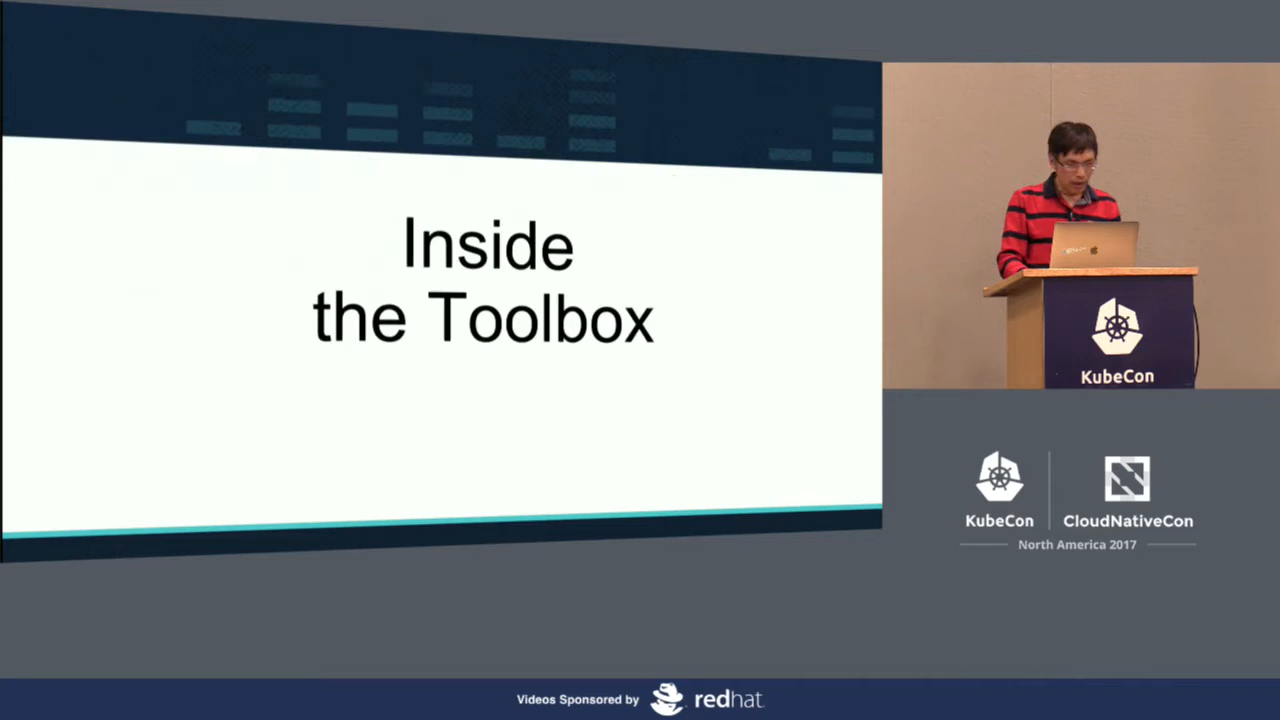 Inside
the Toolbox
KubeCon
KubeCon
CloudNativeCon
North America 2017
Videos Sponsored by
redhat